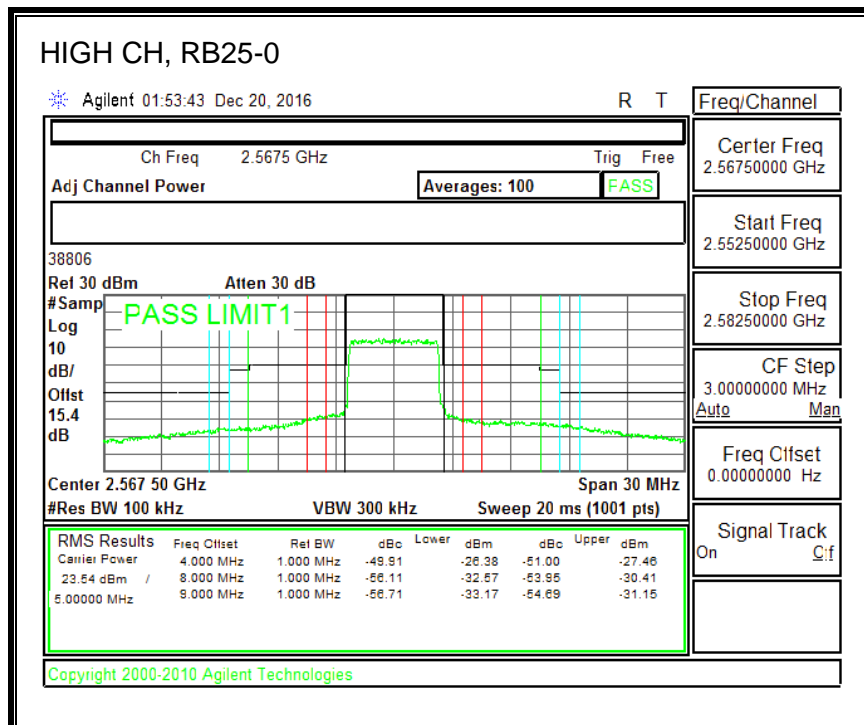 HIGH CH, RB25-0
Agilent 01:53:43 Dec 20, 2016 R T
Freq/Channel
Ch Freq 2.5675 GHz Trig Free
Adj Channel Power Averages: 100 PASS
Center Freq
2.56750000 GHz
Start Freq
2.55250000 GHz
Stop Freq
2.58250000 GHz
CF Step
3.00000000 MHz
Auto Man
Freq Offset
0.00000000 Hz
Signal Track
On Off
38806
Ref 30 dBm Atten 30 dB
#Samp
Log
10
dB/
Offst
15.4
dB
PASS LIMIT1
Center 2.567 50 GHz Span 30 MHz
#Res BW 100 kHz VBW 300 kHz Sweep 20 ms (1001 pts)
RMS Results Freq Offset Ref BW dBc Lower dBm dBc Upper dBm
Carrier Power 4.000 MHz 1.000 MHz -49.91 -26.38 -51.00 -27.46
23.54 dBm / 8.000 MHz 1.000 MHz -56.11 -32.57 -53.95 -30.41
5.00000 MHz 9.000 MHz 1.000 MHz -56.71 -33.17 -54.69 -31.15
Copyright 2000-2010 Agilent Technologies